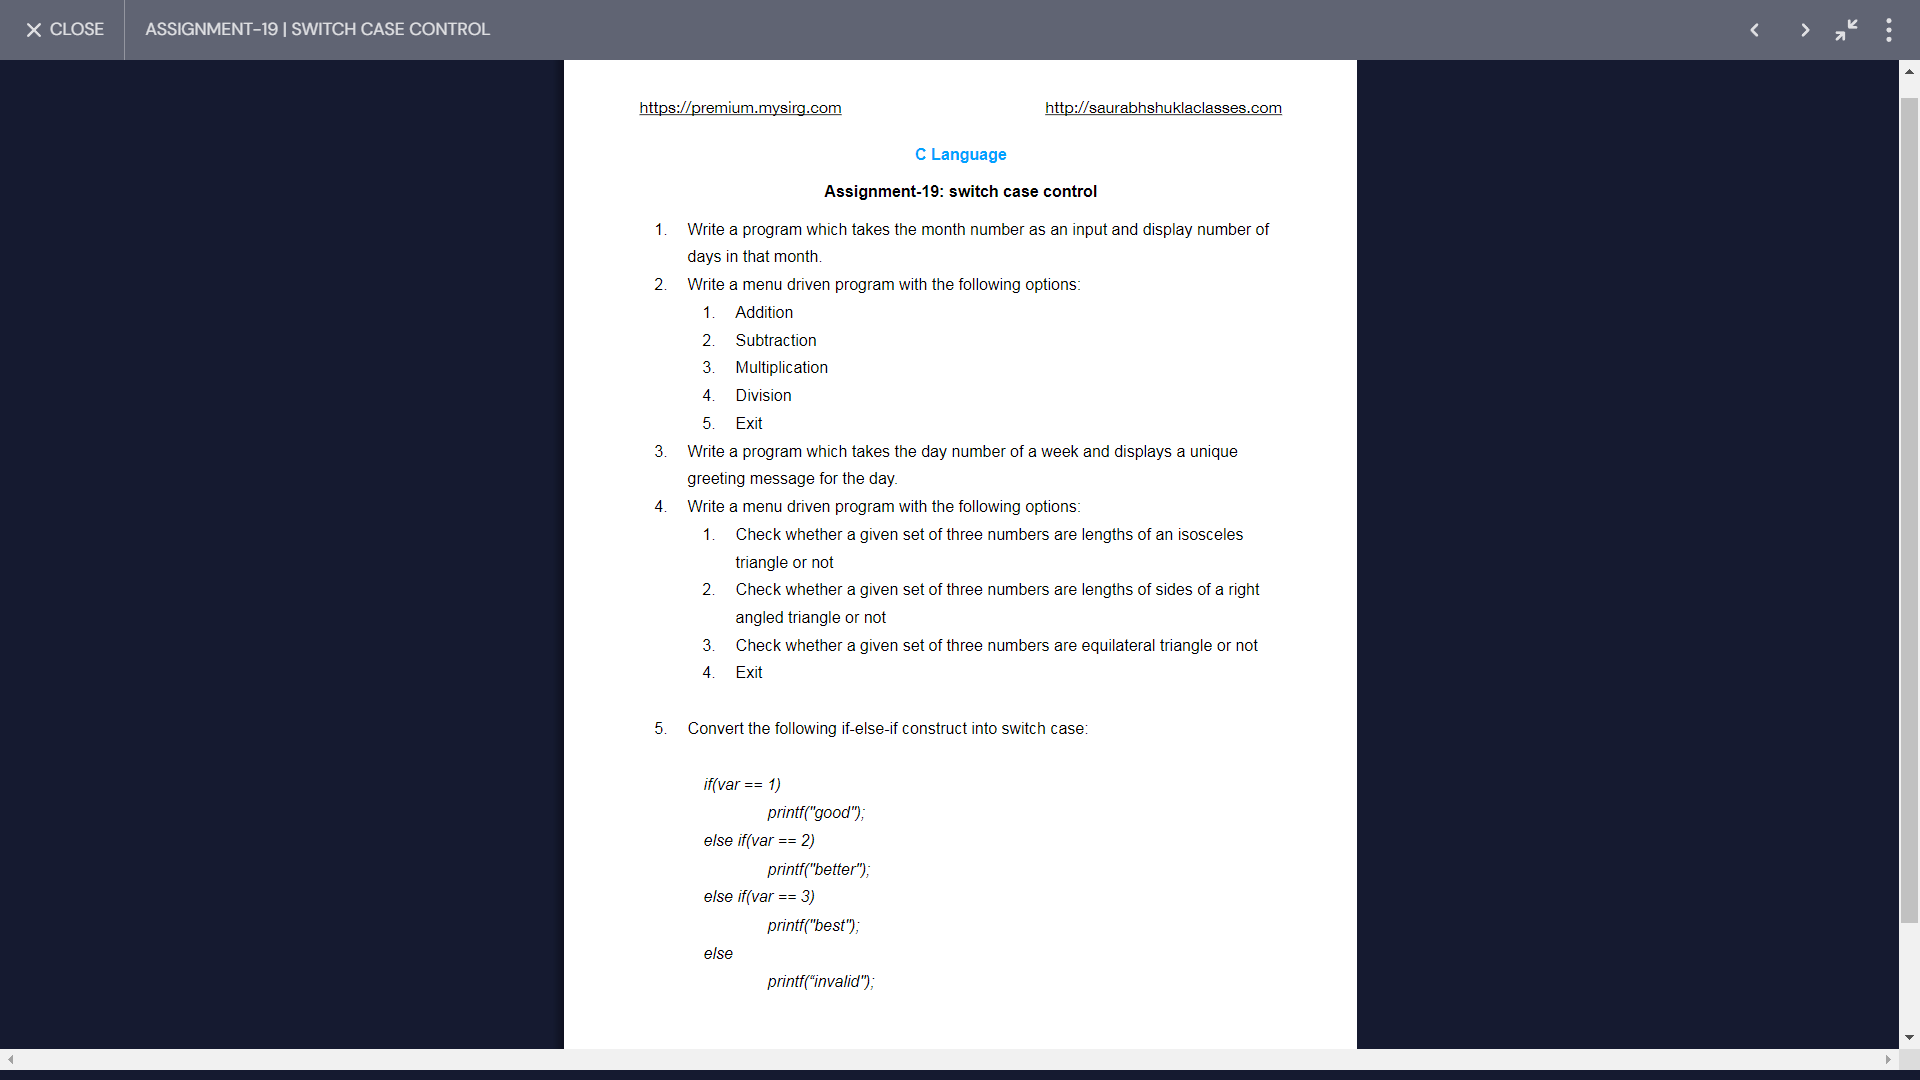 CLOSE
ASSIGNMENT-19 | SWITCH CASE CONTROL
https://premium.mysirg.com http://saurabhshuklaclasses.com
C Language
Assignment-19: switch case control
1. Write a program which takes the month number as an input and display number of
days in that month.
2. Write a menu driven program with the following options:
1. Addition
2. Subtraction
3. Multiplication
4. Division
5. Exit
3. Write a program which takes the day number of a week and displays a unique
greeting message for the day.
4. Write a menu driven program with the following options:
1. Check whether a given set of three numbers are lengths of an isosceles
triangle or not
2. Check whether a given set of three numbers are lengths of sides of a right
angled triangle or not
3. Check whether a given set of three numbers are equilateral triangle or not
4. Exit
5. Convert the following if-else-if construct into switch case:
if(var == 1)
printf("good");
else if(var == 2)
printf("better");
else if(var == 3)
printf("best");
else
printf("invalid");